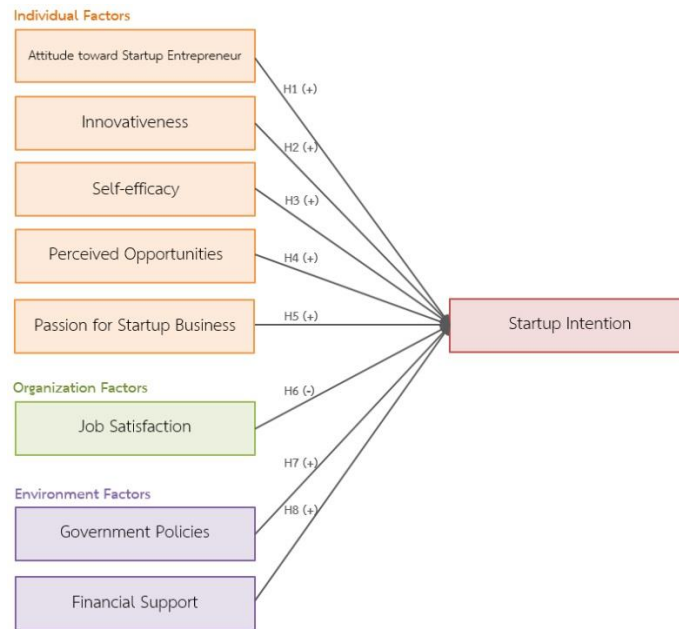 Individual Factors
Attitude toward Startup Entrepreneur
H1 (+)
Innovativeness
H2 (+)
Self-efficacy
H3 (+)
Perceived Opportunities
H4 (+)
Passion for Startup Business
H5 (+)
Startup Intention
Organization Factors
H6 (-)
Job Satisfaction
H7 (+)
Environment Factors
H8 (+)
Government Policies
Financial Support